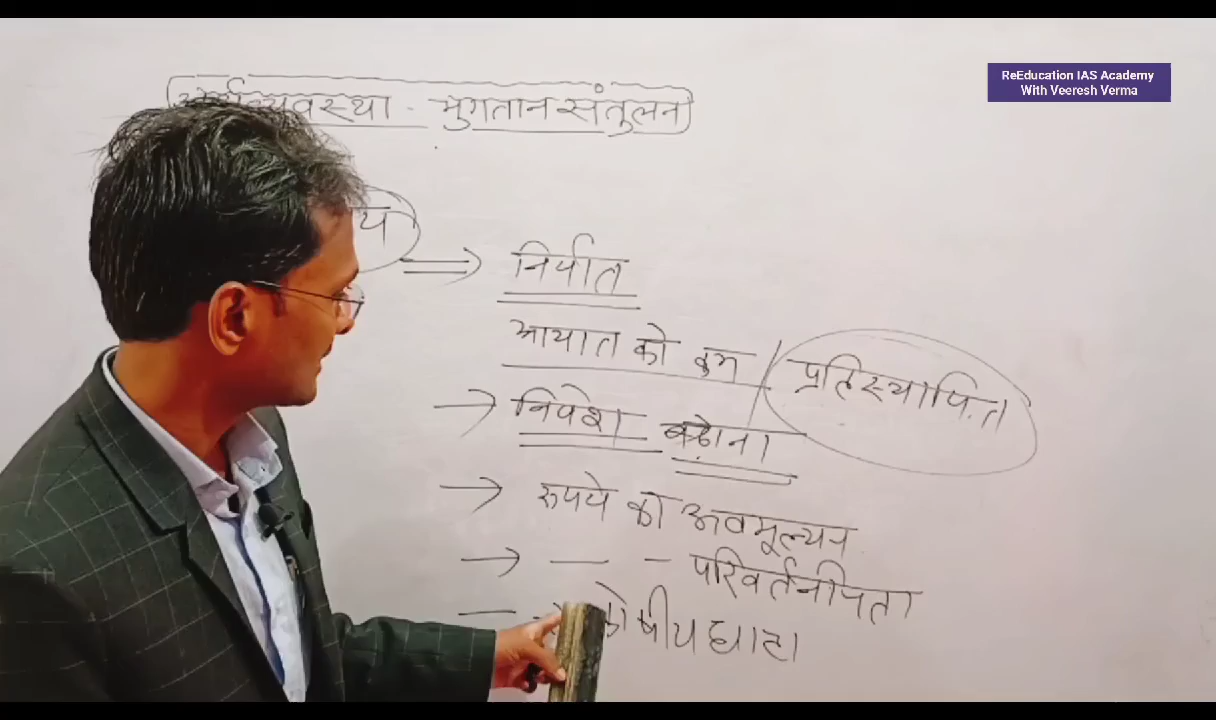 ReEducation IAS Academy
With Veeresh Verma
अर्थव्यवस्था - भुगतान संतुलन
निर्यात
आयात को कम / प्रतिस्थापित
निवेश बढ़ाना
रुपये का अवमूल्यन
— — परिवर्तनीयता
कोषीय घाटा